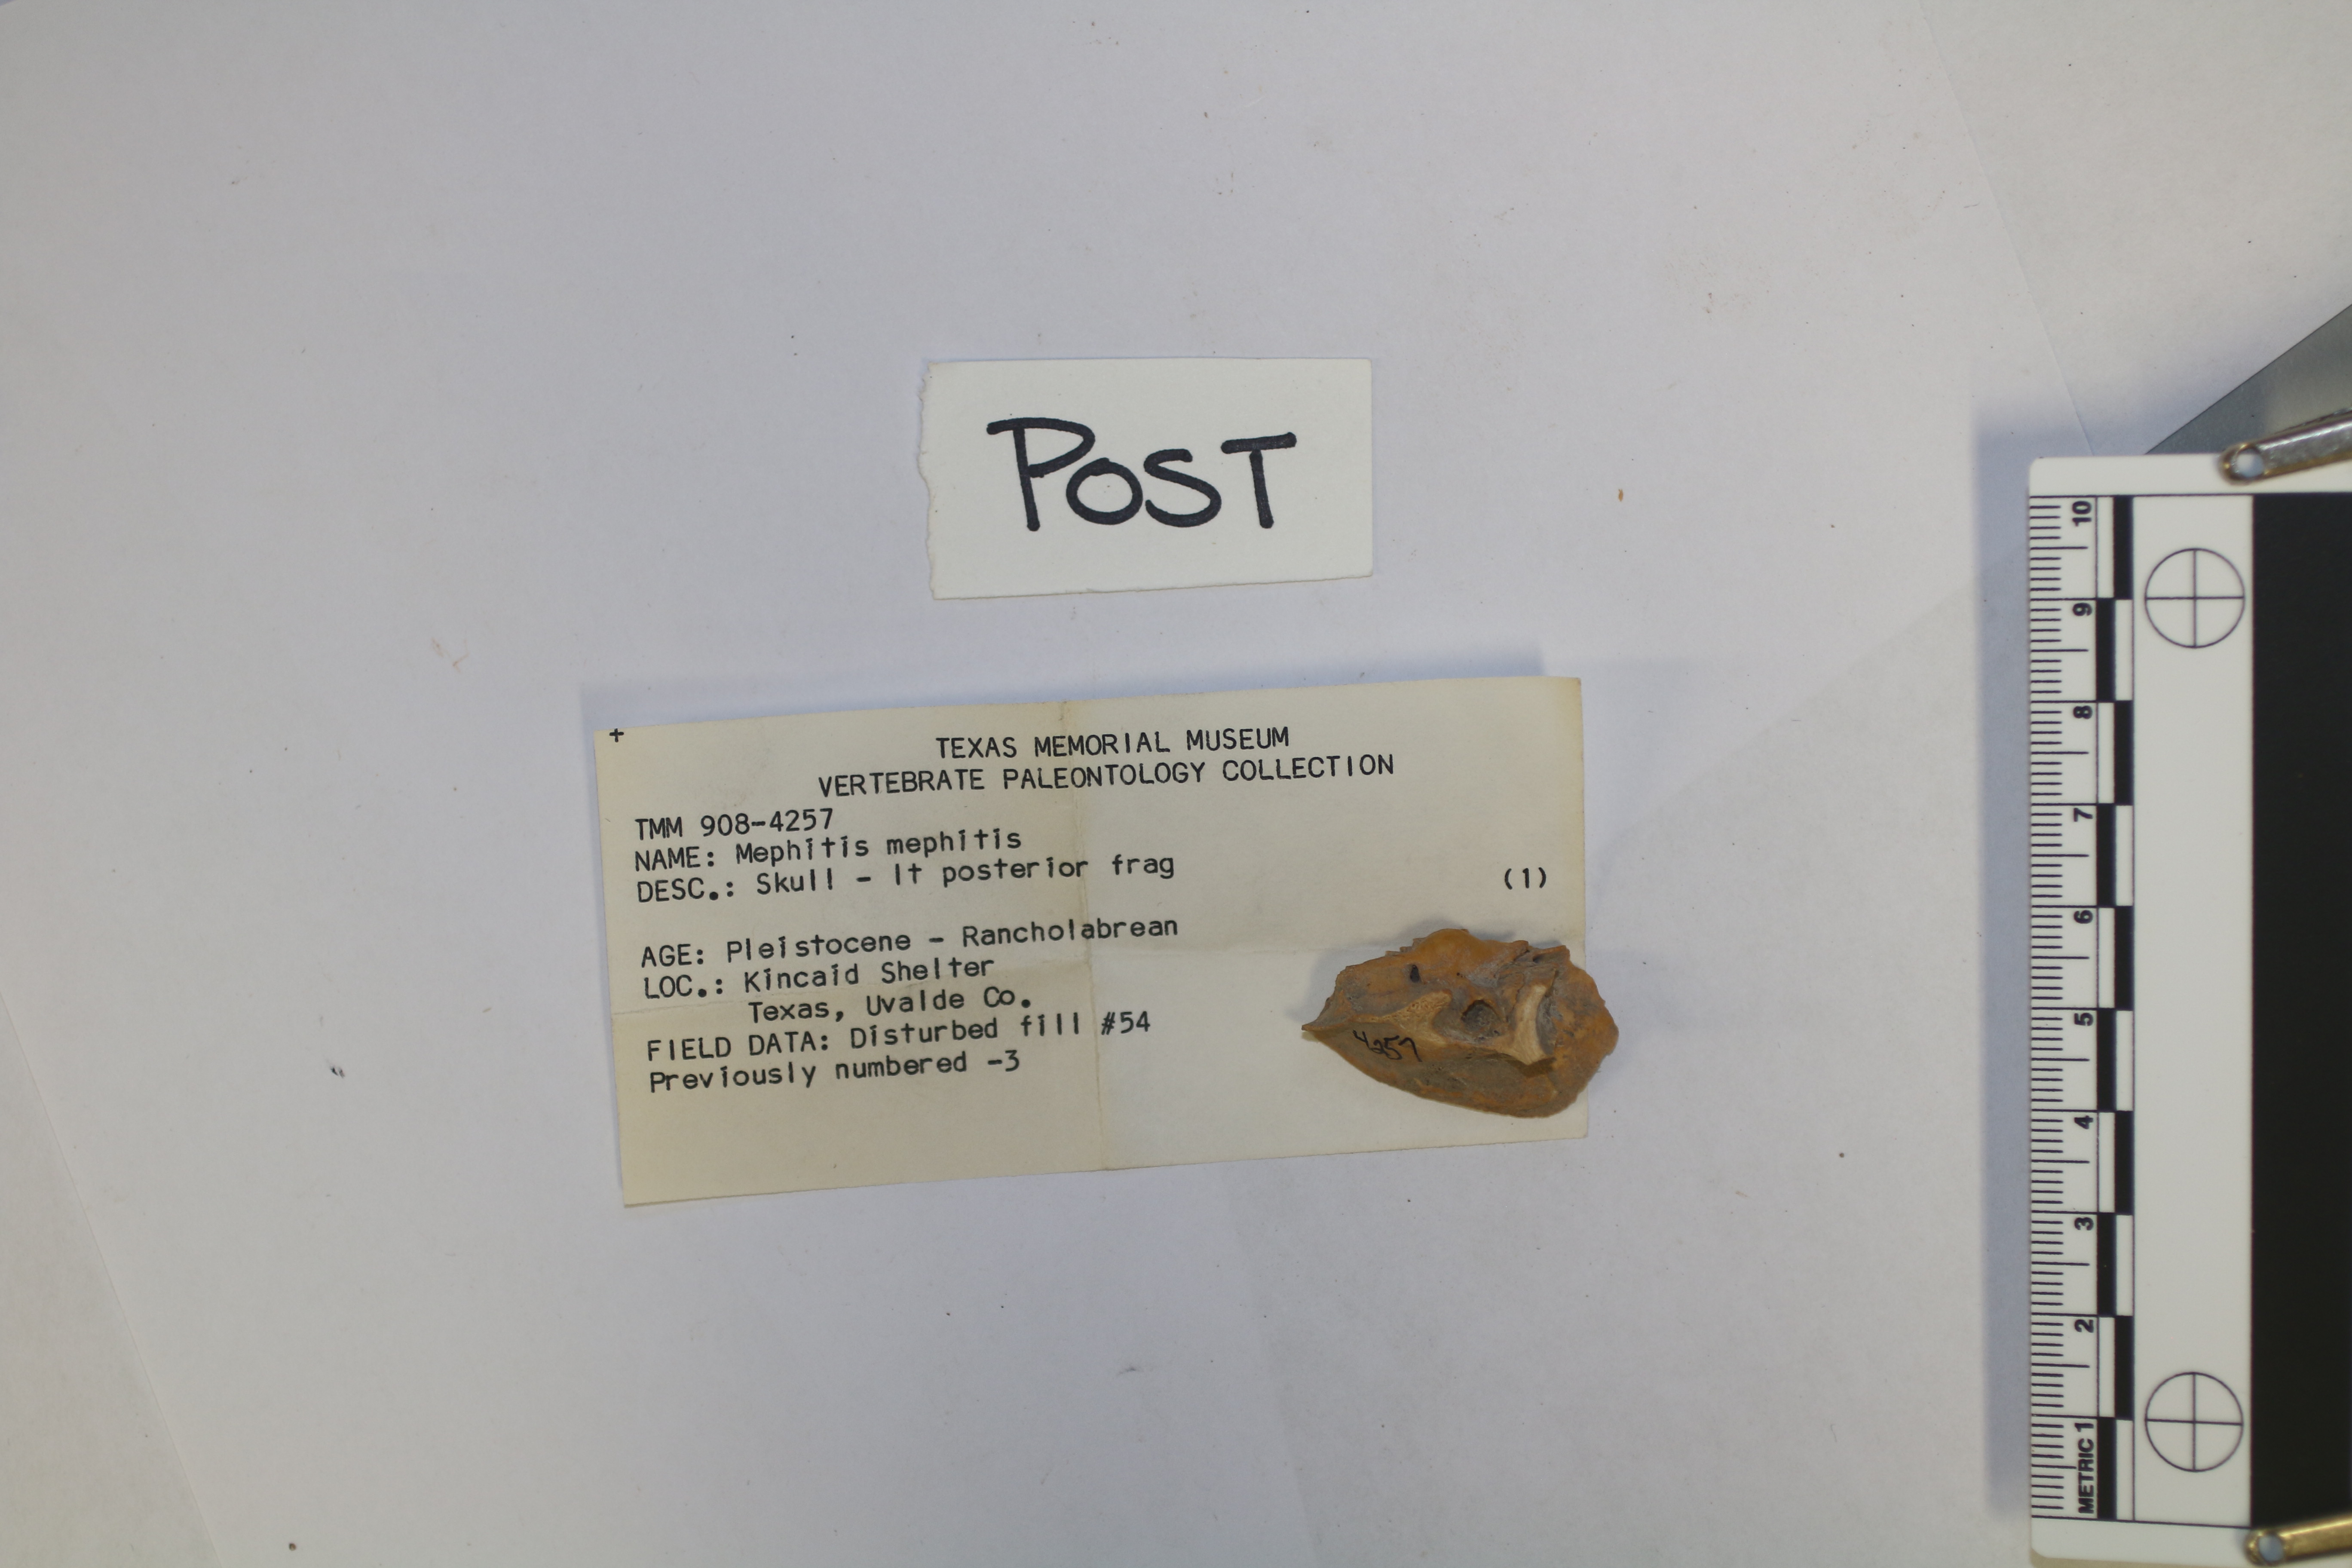 POST
+
TEXAS MEMORIAL MUSEUM
VERTEBRATE PALEONTOLOGY COLLECTION
TMM 908-4257
NAME: Mephitis mephitis
DESC.: Skull - lt posterior frag (1)
AGE: Pleistocene - Rancholabrean
LOC.: Kincaid Shelter
Texas, Uvalde Co.
FIELD DATA: Disturbed fill #54
Previously numbered -3
4257
METRIC 1 2 3 4 5 6 7 8 9 10